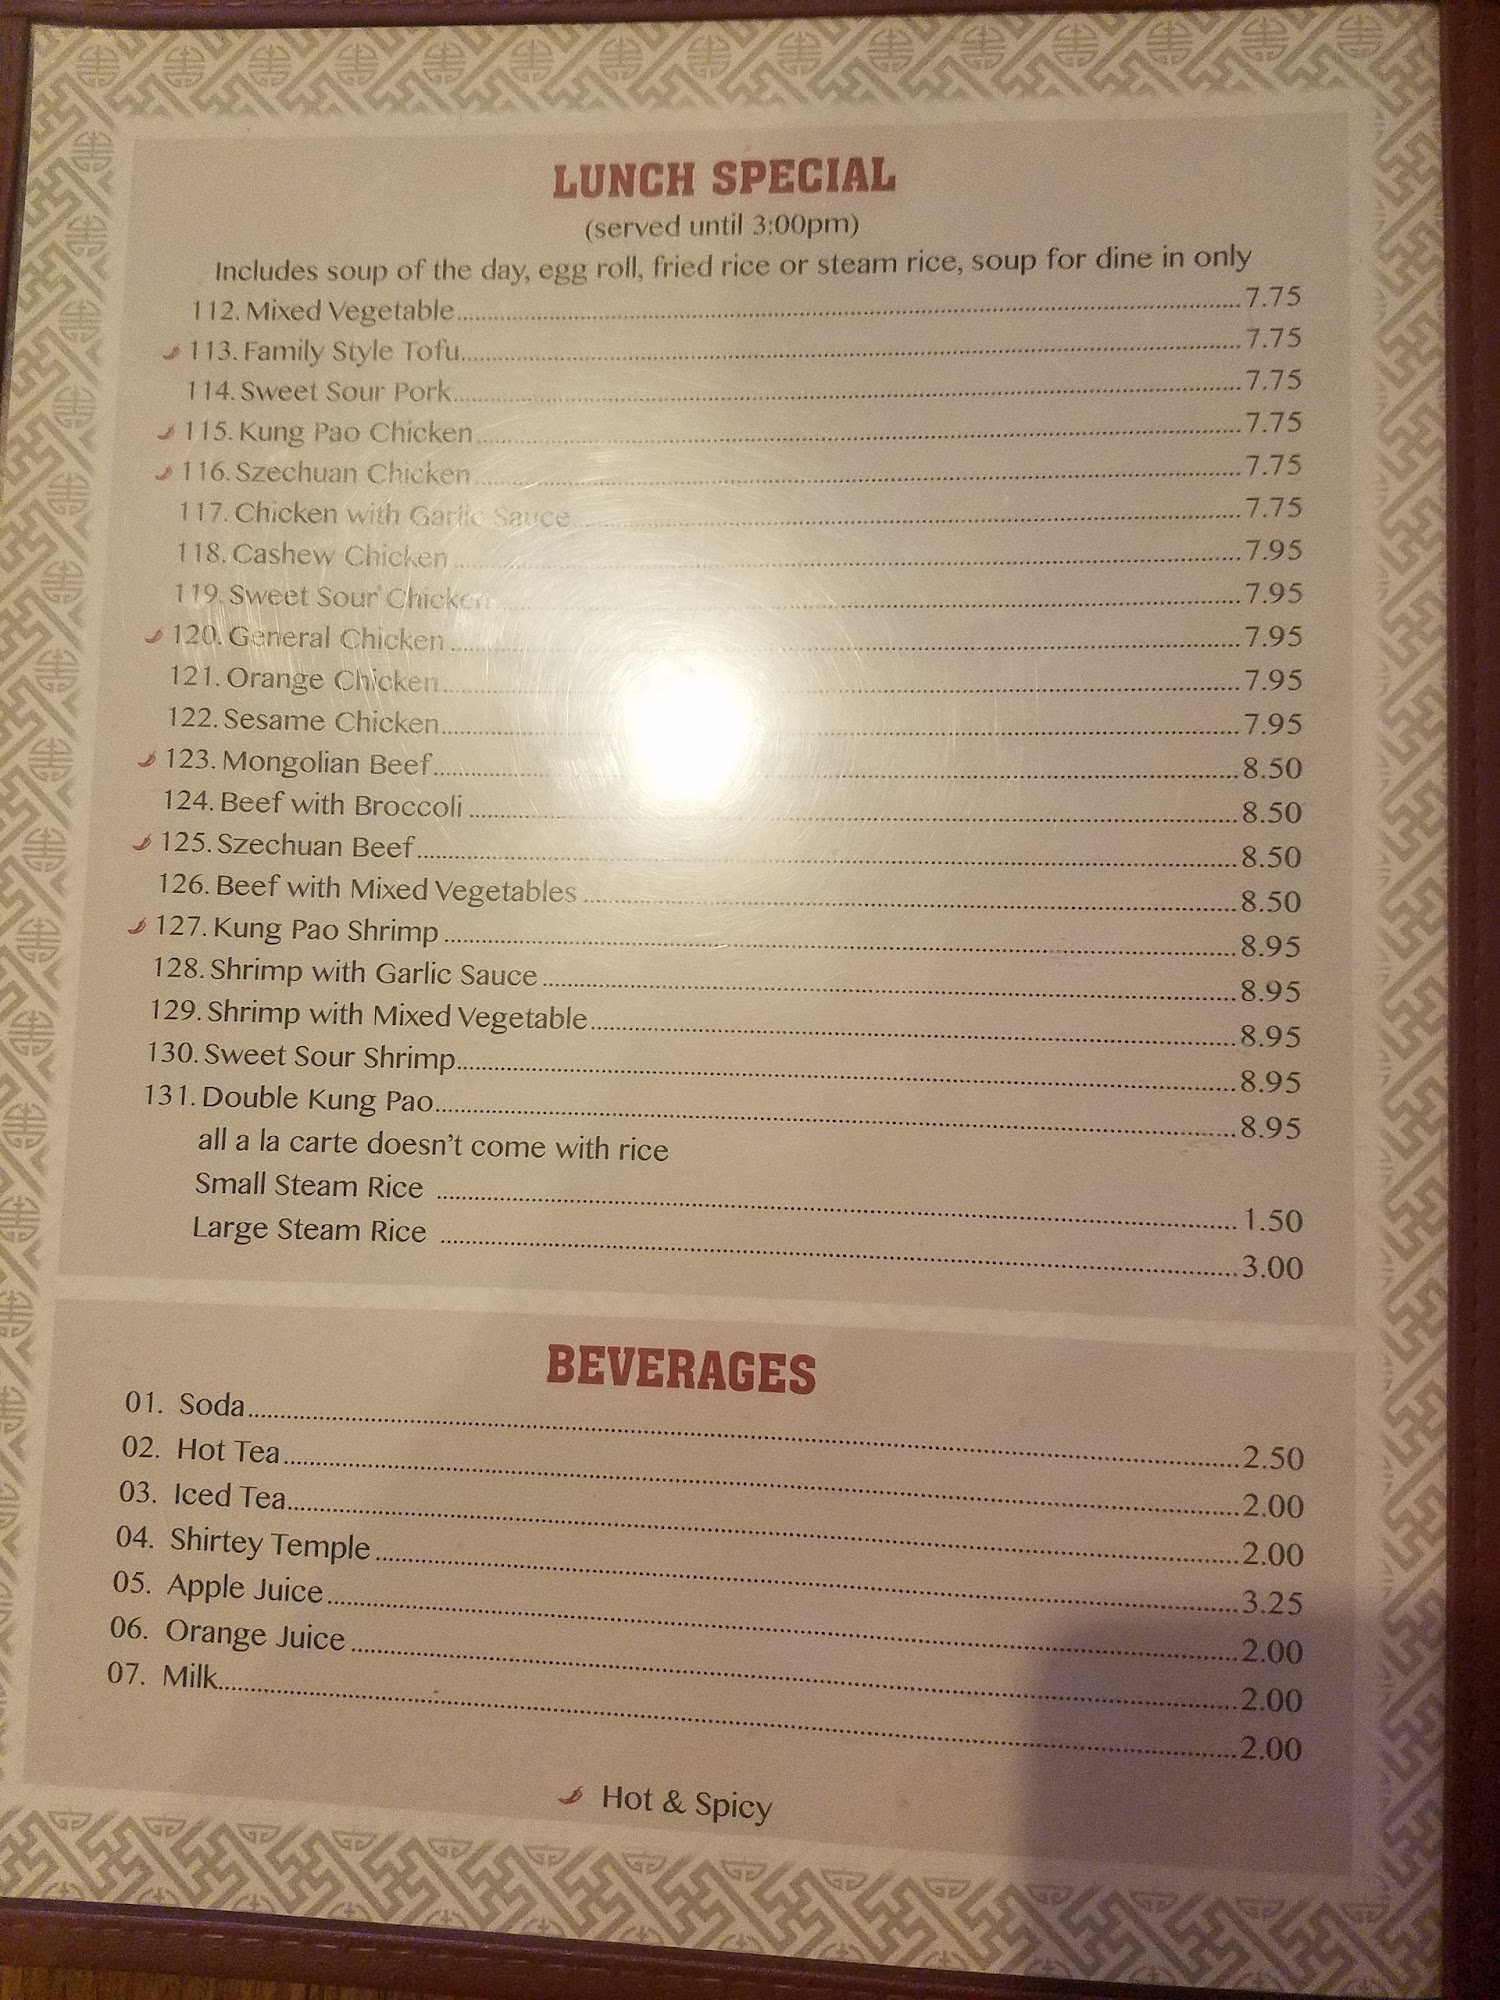 LUNCH SPECIAL
(served until 3:00pm)
Includes soup of the day, egg roll, fried rice or steam rice, soup for dine in only
112. Mixed Vegetable 7.75
113. Family Style Tofu 7.75
114. Sweet Sour Pork 7.75
115. Kung Pao Chicken 7.75
116. Szechuan Chicken 7.75
117. Chicken with Garlic Sauce 7.75
118. Cashew Chicken 7.95
119. Sweet Sour Chicken 7.95
120. General Chicken 7.95
121. Orange Chicken 7.95
122. Sesame Chicken 7.95
123. Mongolian Beef 8.50
124. Beef with Broccoli 8.50
125. Szechuan Beef 8.50
126. Beef with Mixed Vegetables 8.50
127. Kung Pao Shrimp 8.95
128. Shrimp with Garlic Sauce 8.95
129. Shrimp with Mixed Vegetable 8.95
130. Sweet Sour Shrimp 8.95
131. Double Kung Pao 8.95
all a la carte doesn't come with rice
Small Steam Rice 1.50
Large Steam Rice 3.00
BEVERAGES
01. Soda 2.50
02. Hot Tea 2.00
03. Iced Tea 2.00
04. Shirtey Temple 3.25
05. Apple Juice 2.00
06. Orange Juice 2.00
07. Milk 2.00
Hot & Spicy